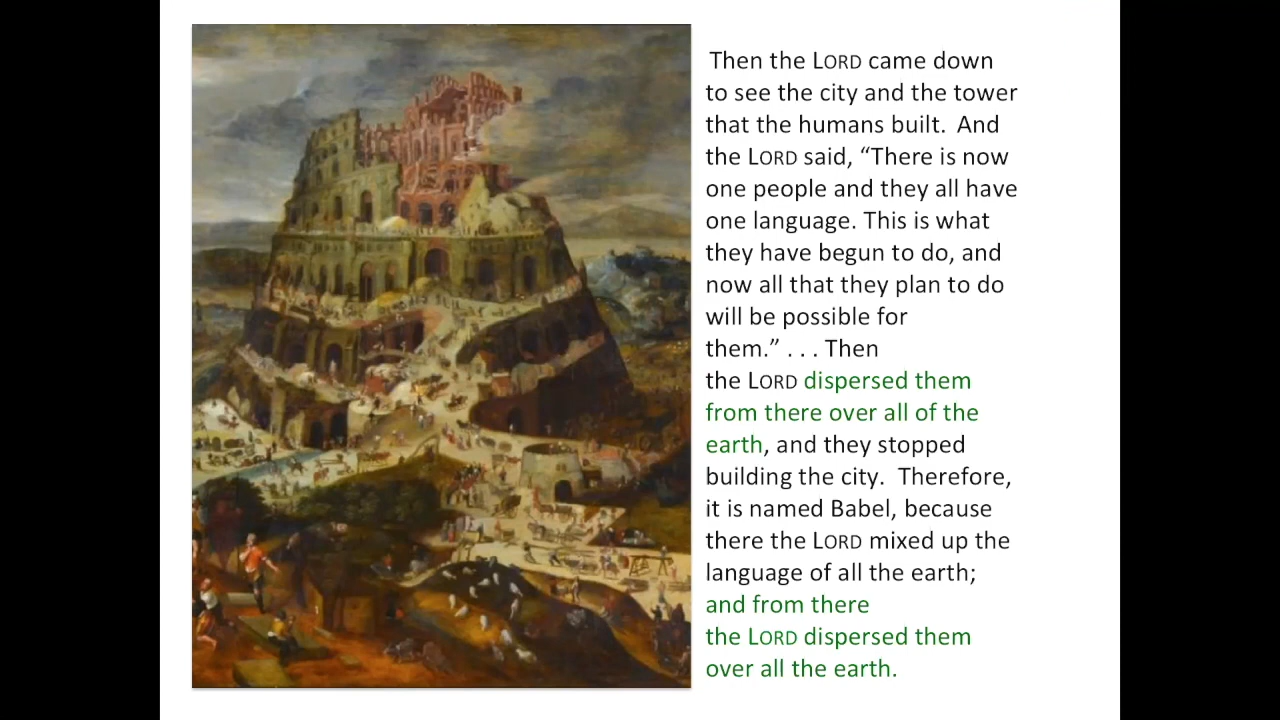 Then the LORD came down
to see the city and the tower
that the humans built.  And
the LORD said, “There is now
one people and they all have
one language. This is what
they have begun to do, and
now all that they plan to do
will be possible for
them.” . . . Then
the LORD dispersed them
from there over all of the
earth, and they stopped
building the city.  Therefore,
it is named Babel, because
there the LORD mixed up the
language of all the earth;
and from there
the LORD dispersed them
over all the earth.